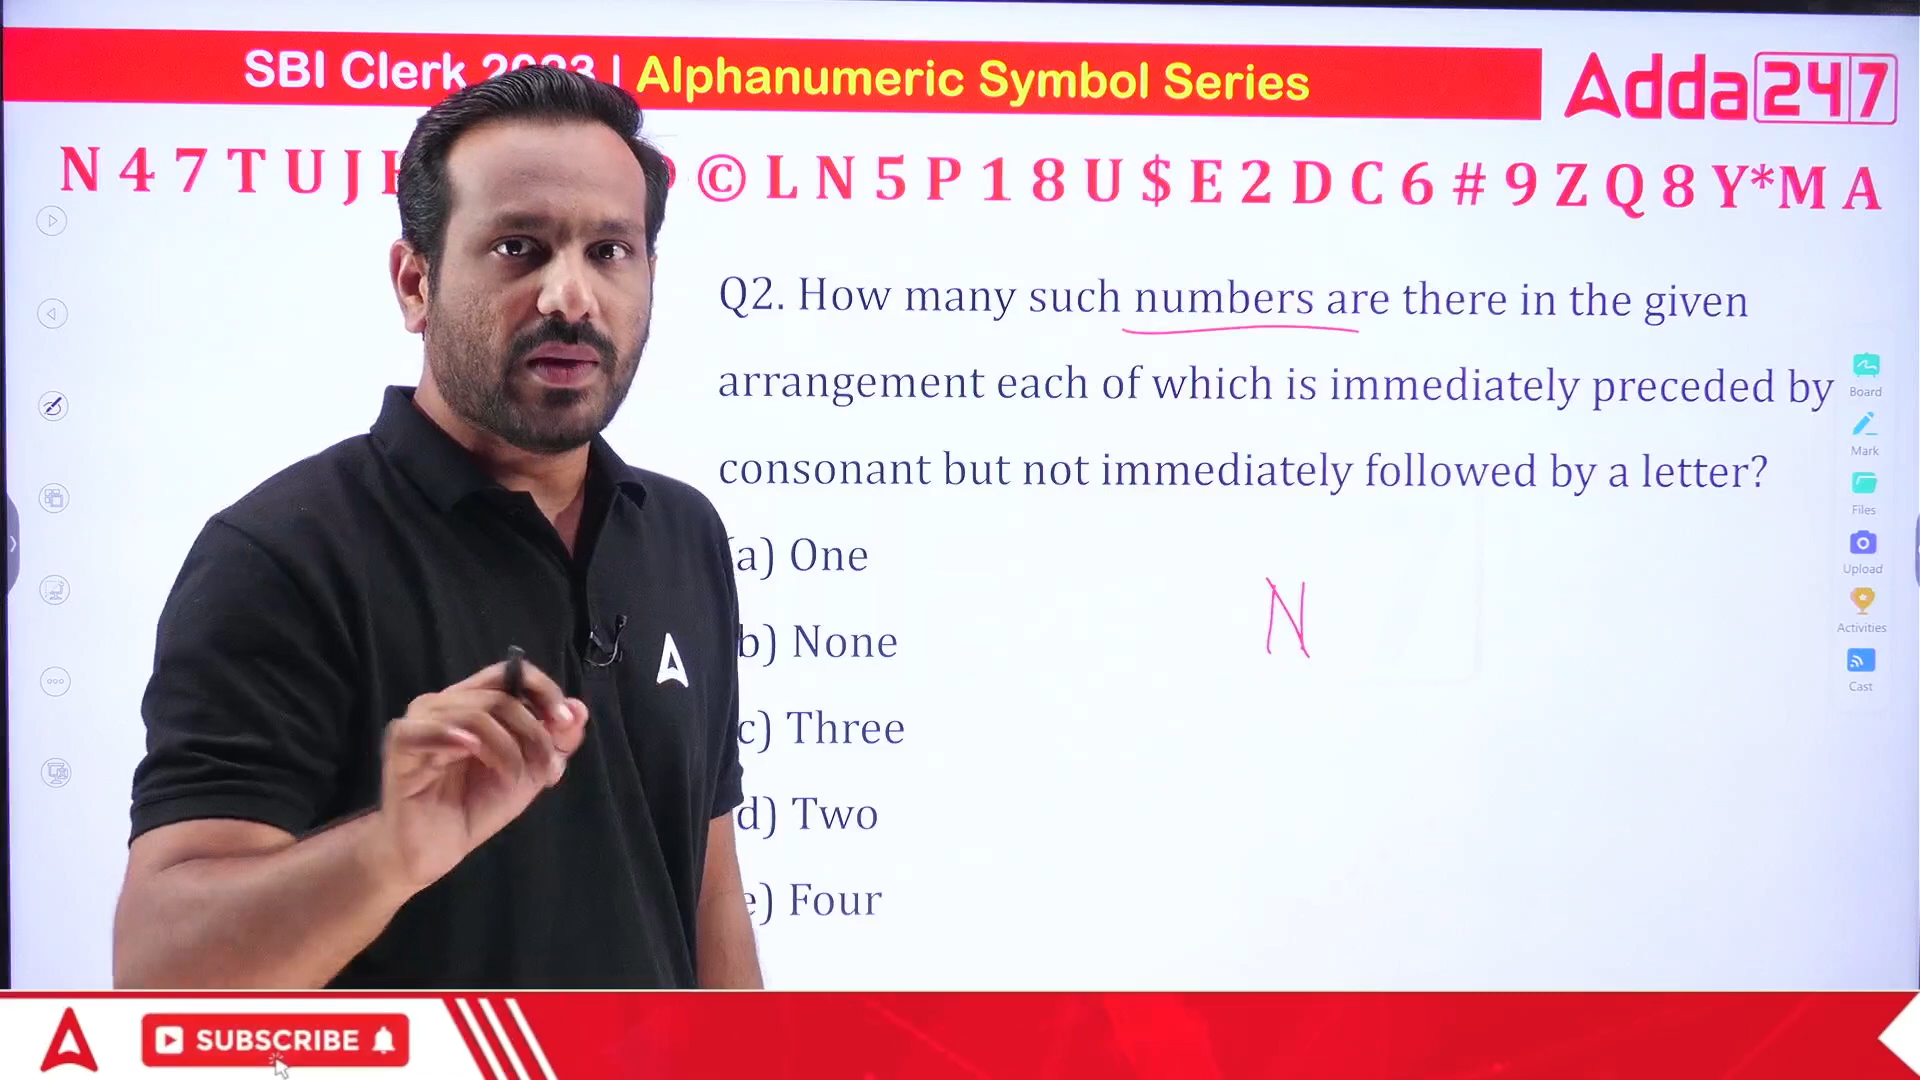 SBI Clerk 2023 | Alphanumeric Symbol Series
Adda247
N 4 7 T U J © L N 5 P 1 8 U $ E 2 D C 6 # 9 Z Q 8 Y * M A
Q2. How many such numbers are there in the given
arrangement each of which is immediately preceded by
consonant but not immediately followed by a letter?
a) One
b) None
c) Three
d) Two
e) Four
N
Board
Mark
Files
Upload
Activities
Cast
SUBSCRIBE